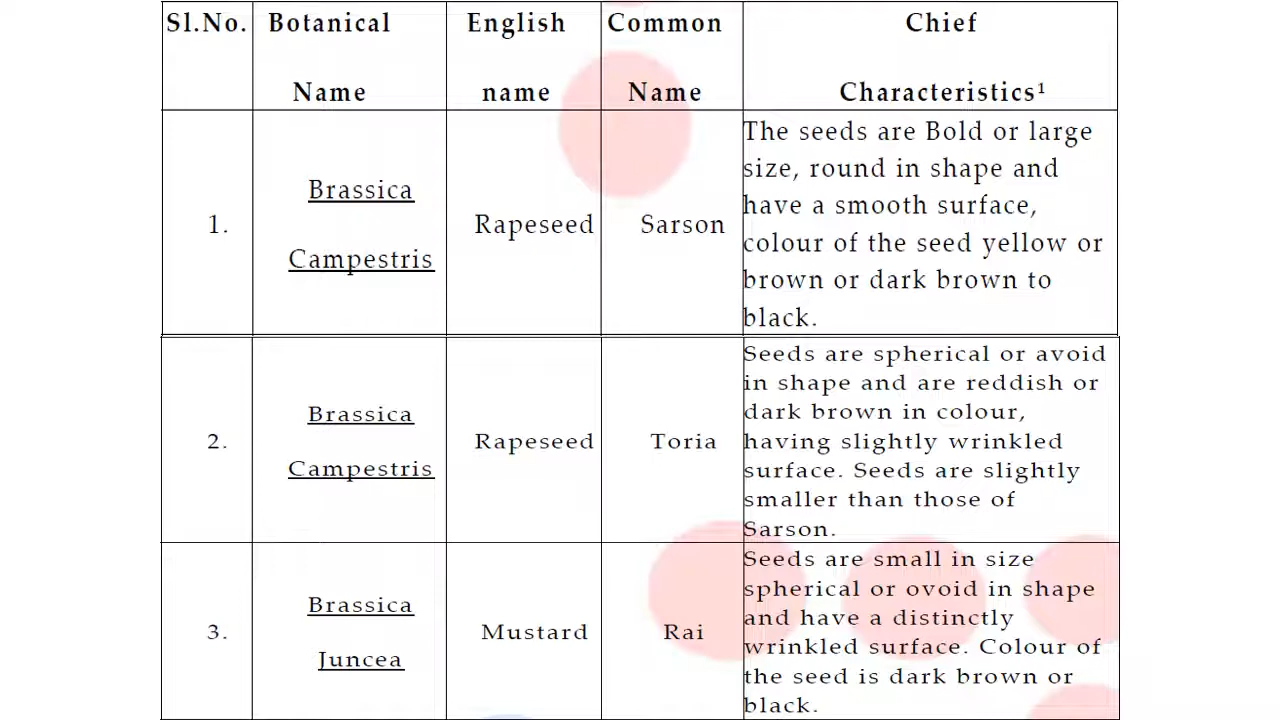 Sl.No. Botanical Name English name Common Name Chief Characteristics¹
1. Brassica Campestris Rapeseed Sarson The seeds are Bold or large
size, round in shape and
have a smooth surface,
colour of the seed yellow or
brown or dark brown to
black.
2. Brassica Campestris Rapeseed Toria Seeds are spherical or avoid
in shape and are reddish or
dark brown in colour,
having slightly wrinkled
surface. Seeds are slightly
smaller than those of
Sarson.
3. Brassica Juncea Mustard Rai Seeds are small in size
spherical or ovoid in shape
and have a distinctly
wrinkled surface. Colour of
the seed is dark brown or
black.